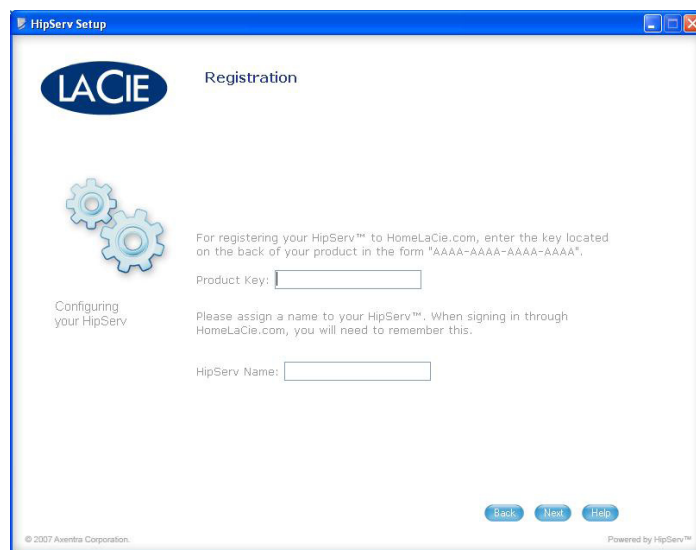 HipServ Setup
LACIE
Registration
For registering your HipServ™ to HomeLaCie.com, enter the key located
on the back of your product in the form "AAAA-AAAA-AAAA-AAAA".
Product Key:
Configuring
your HipServ
Please assign a name to your HipServ™. When signing in through
HomeLaCie.com, you will need to remember this.
HipServ Name:
Back Next Help
© 2007 Axentra Corporation.
Powered by HipServ™